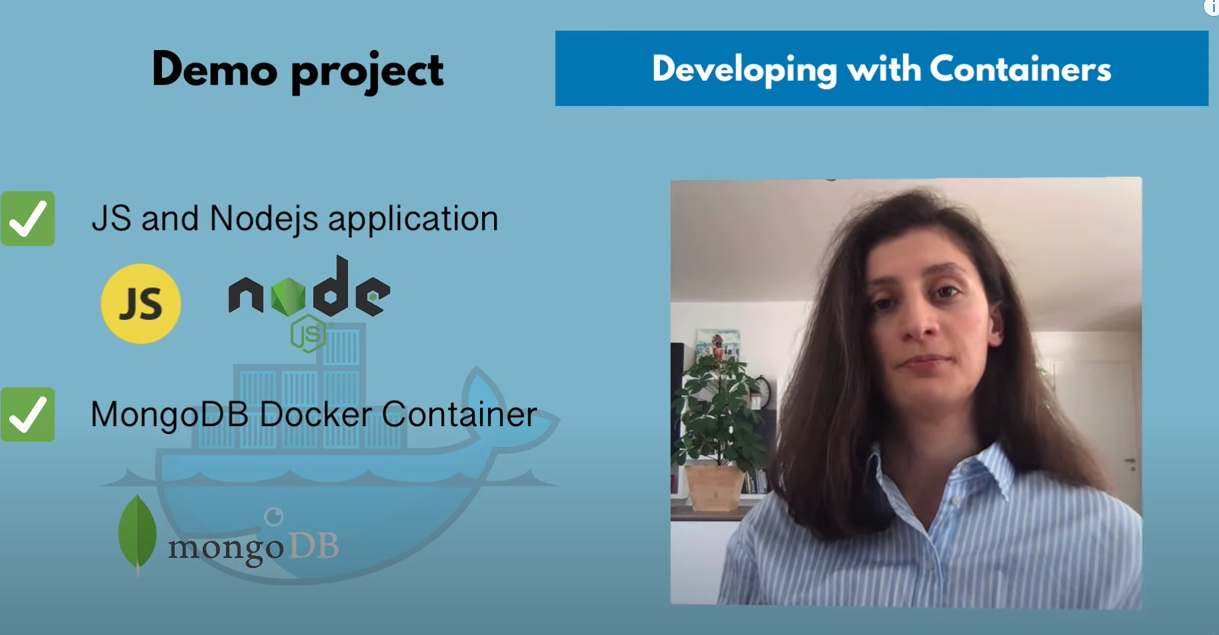 Demo project
Developing with Containers
JS and Nodejs application
JS
node
JS
MongoDB Docker Container
mongoDB
i